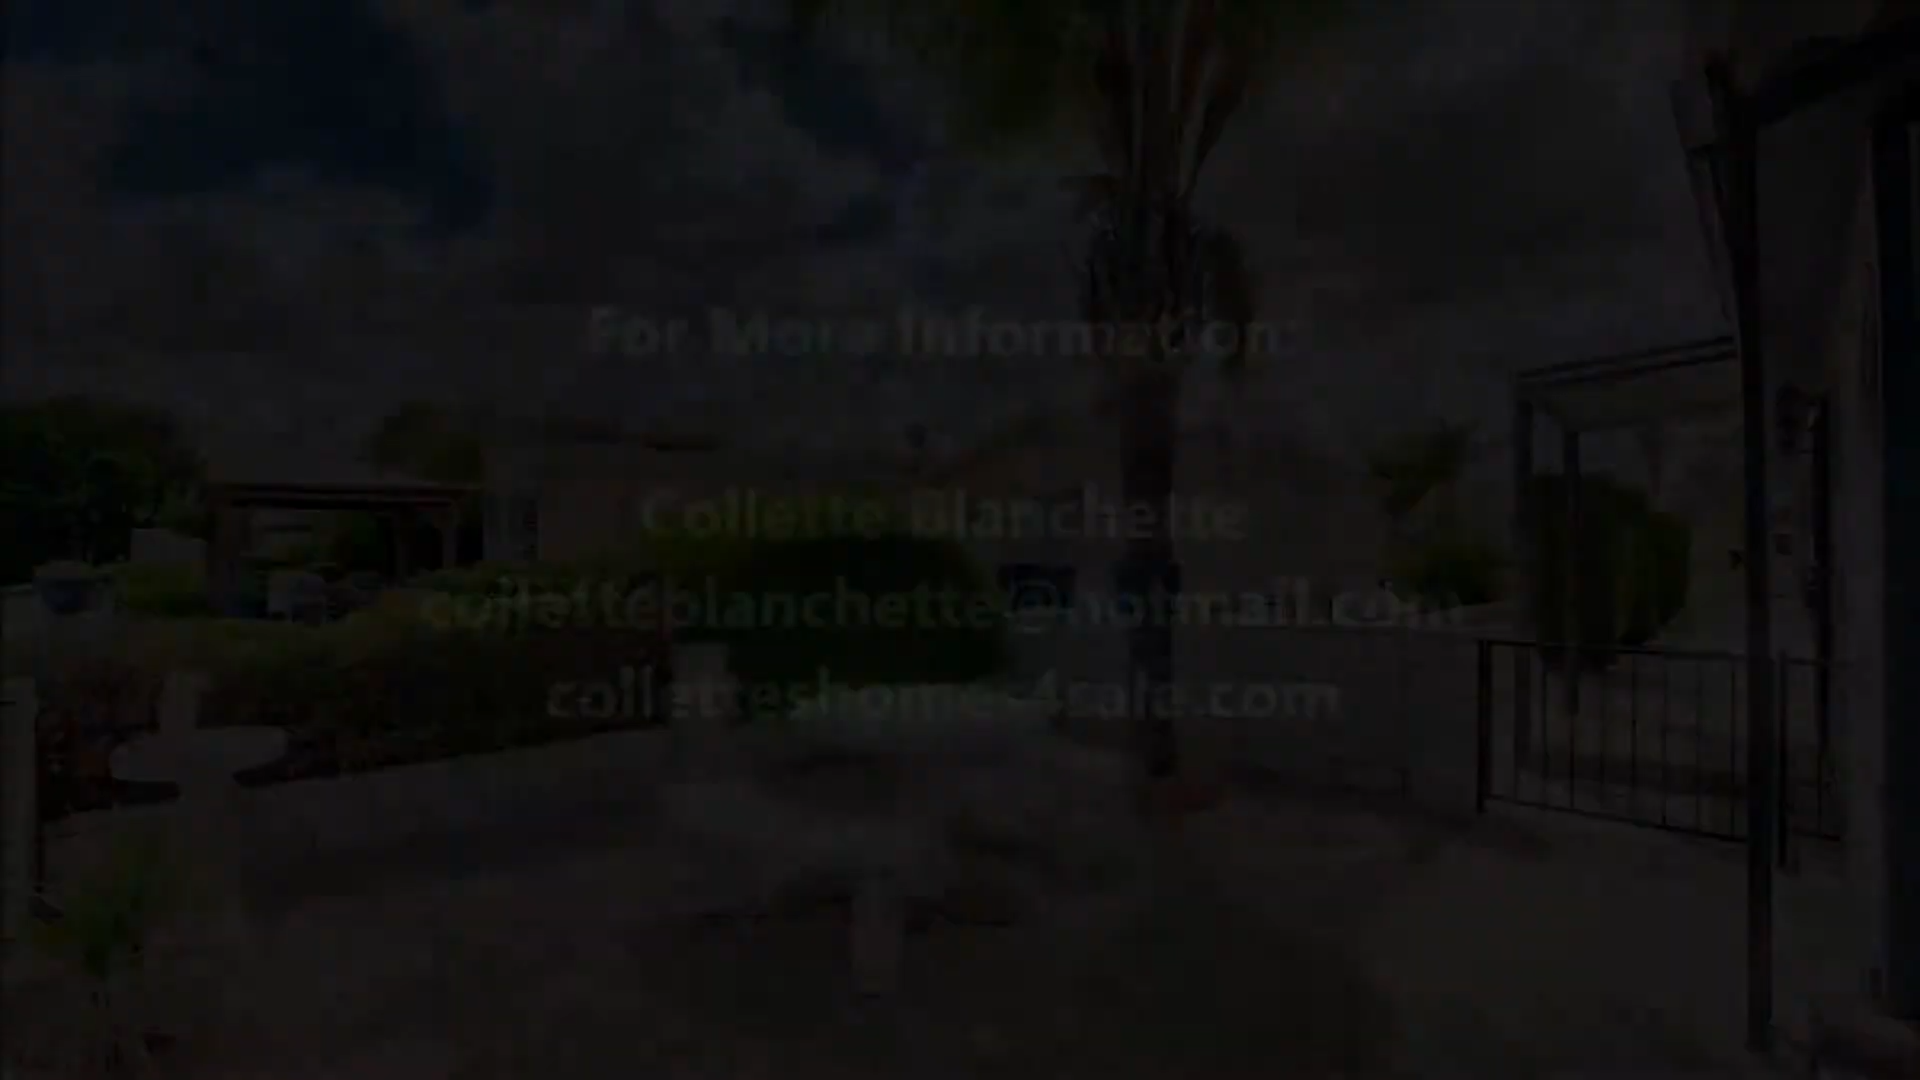 For More Information:
Collette Blanchette
colletteblanchette@hotmail.com
colletteshomes4sale.com